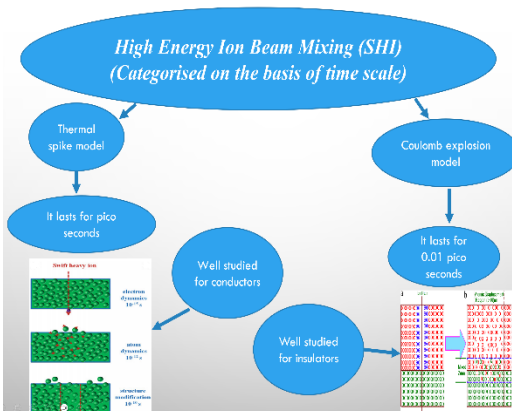 High Energy Ion Beam Mixing (SHI)
(Categorised on the basis of time scale)
Thermal
spike model
Coulomb explosion
model
It lasts for pico
seconds
It lasts for
0.01 pico
seconds
Well studied
for conductors
Well studied
for insulators
Swift heavy ion
electron
dynamics
atom
dynamics
structure
modification
a
b